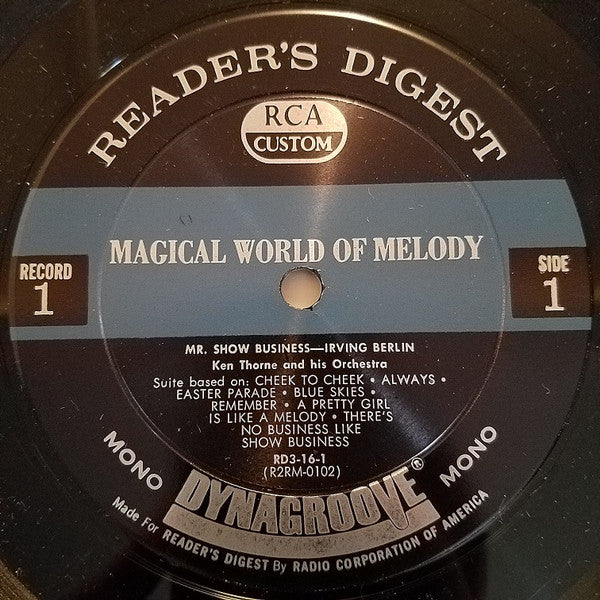 READER'S DIGEST
RCA
CUSTOM
MAGICAL WORLD OF MELODY
RECORD
1
SIDE
1
MR. SHOW BUSINESS—IRVING BERLIN
Ken Thorne and his Orchestra
Suite based on: CHEEK TO CHEEK • ALWAYS •
EASTER PARADE • BLUE SKIES •
REMEMBER • A PRETTY GIRL
IS LIKE A MELODY • THERE'S
NO BUSINESS LIKE
SHOW BUSINESS
RD3-16-1
(R2RM-0102)
MONO
DYNAGROOVE®
MONO
Made For READER'S DIGEST By RADIO CORPORATION OF AMERICA